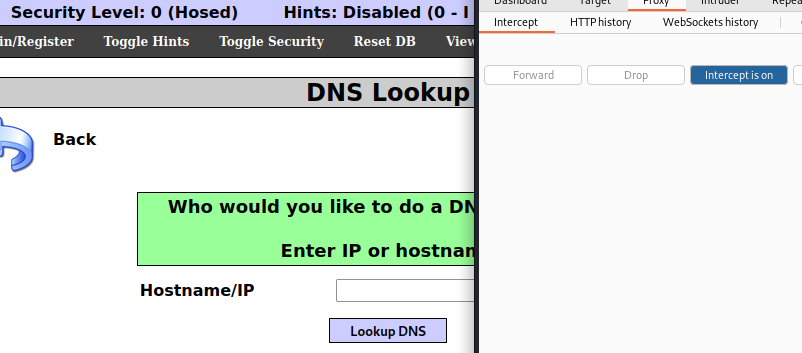 Security Level: 0 (Hosed) Hints: Disabled (0 - I
in/Register Toggle Hints Toggle Security Reset DB View
DNS Lookup
Back
Who would you like to do a DN
Enter IP or hostnam
Hostname/IP
Lookup DNS
Dashboard Target Proxy Intruder Repea
Intercept HTTP history WebSockets history
Forward Drop Intercept is on